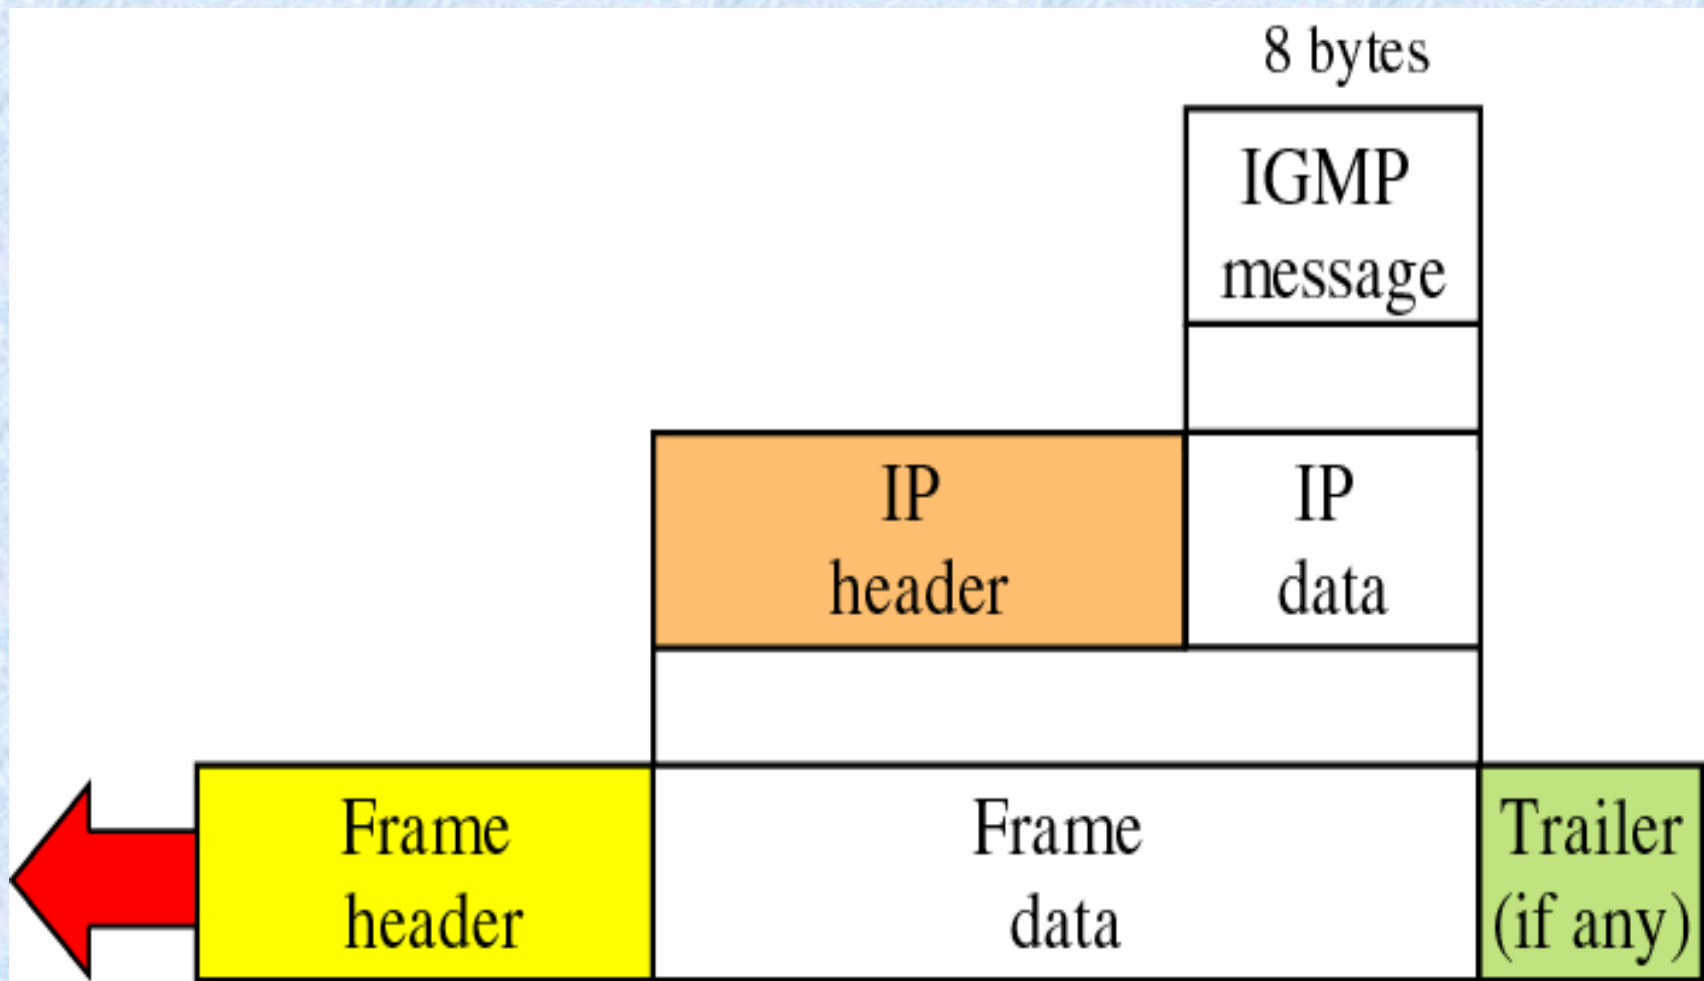 8 bytes
IGMP
message
IP
header
IP
data
Frame
header
Frame
data
Trailer
(if any)